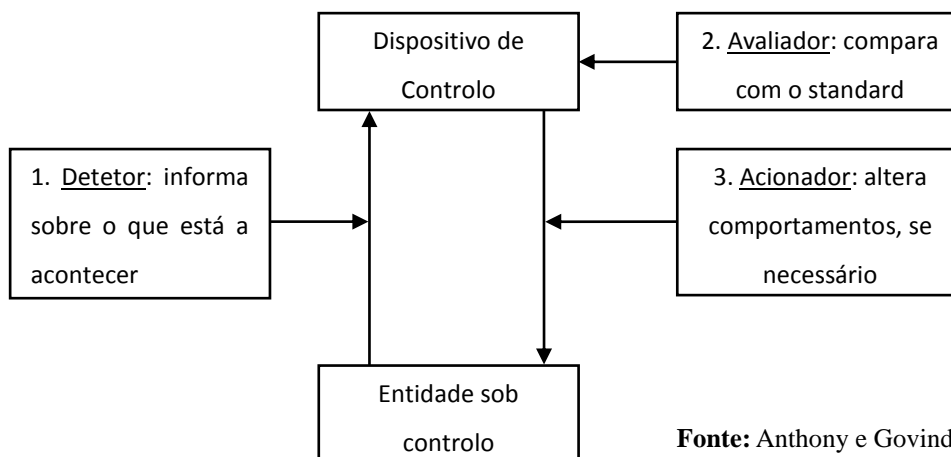 Dispositivo de
Controlo
2. Avaliador: compara
com o standard
1. Detetor: informa
sobre o que está a
acontecer
3. Acionador: altera
comportamentos, se
necessário
Entidade sob
controlo
Fonte: Anthony e Govind